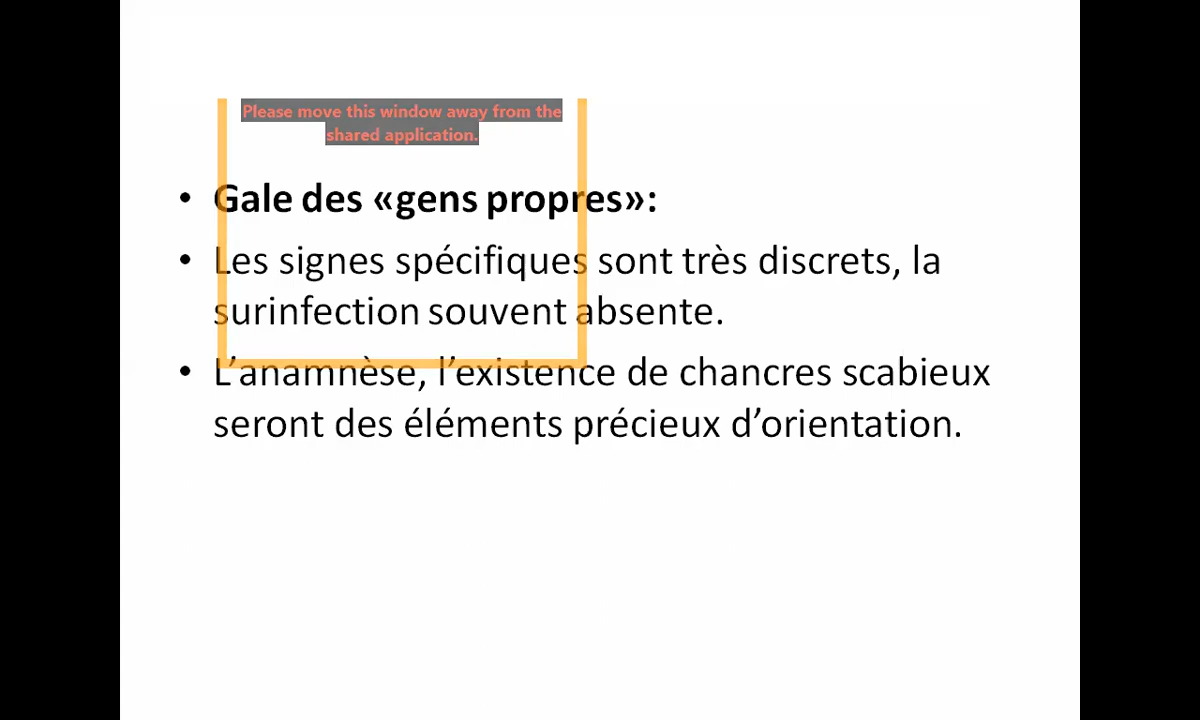 Please move this window away from the
shared application.
• Gale des «gens propres»:
• Les signes spécifiques sont très discrets, la
surinfection souvent absente.
• L’anamnèse, l’existence de chancres scabieux
seront des éléments précieux d’orientation.